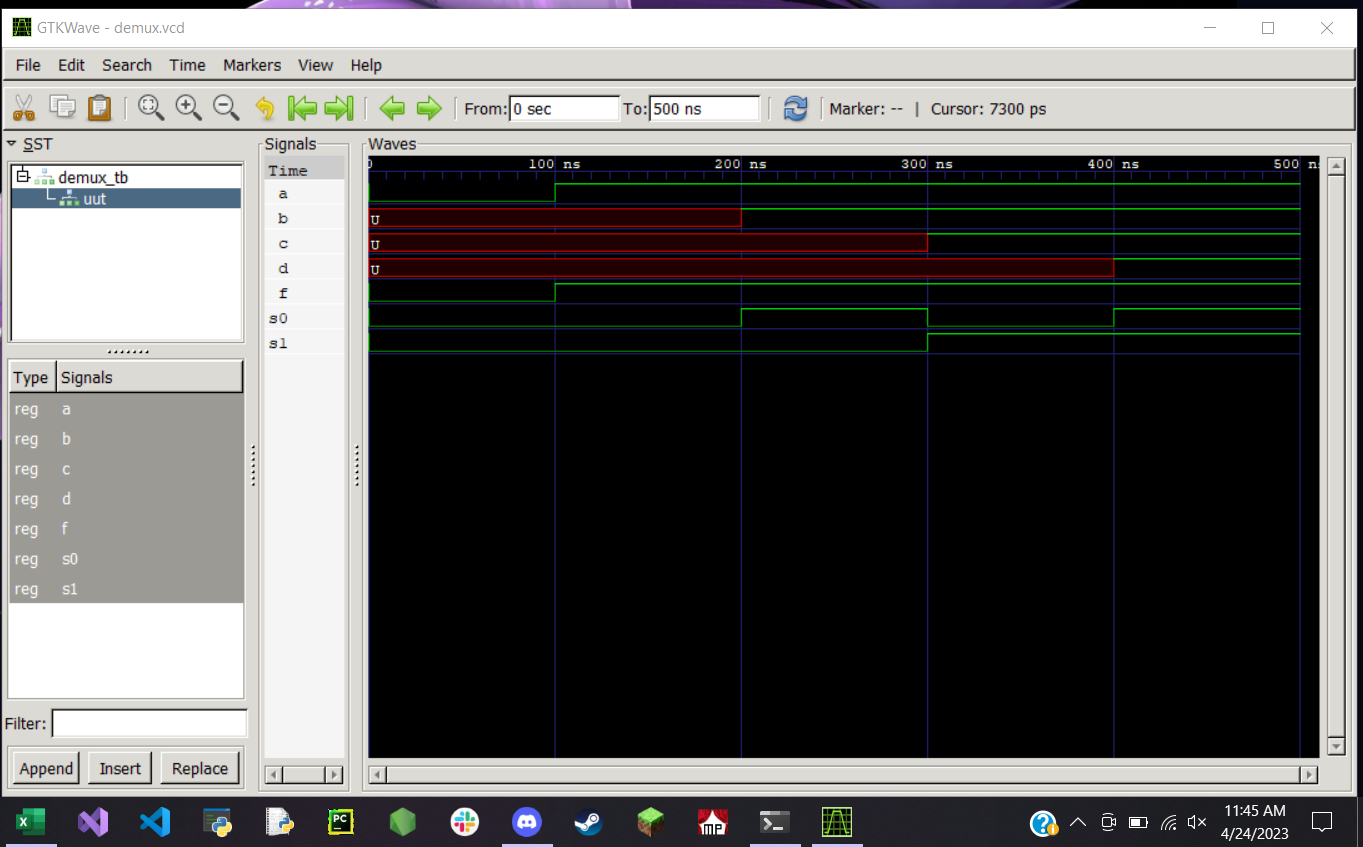 GTKWave - demux.vcd
File Edit Search Time Markers View Help
From: 0 sec To: 500 ns Marker: -- | Cursor: 7300 ps
SST
demux_tb
uut
Type Signals
reg a
reg b
reg c
reg d
reg f
reg s0
reg s1
Filter:
Append Insert Replace
Signals
Time
a
b
c
d
f
s0
s1
Waves
0 100 ns 200 ns 300 ns 400 ns 500 n
U
U
U
PC
MP
11:45 AM
4/24/2023